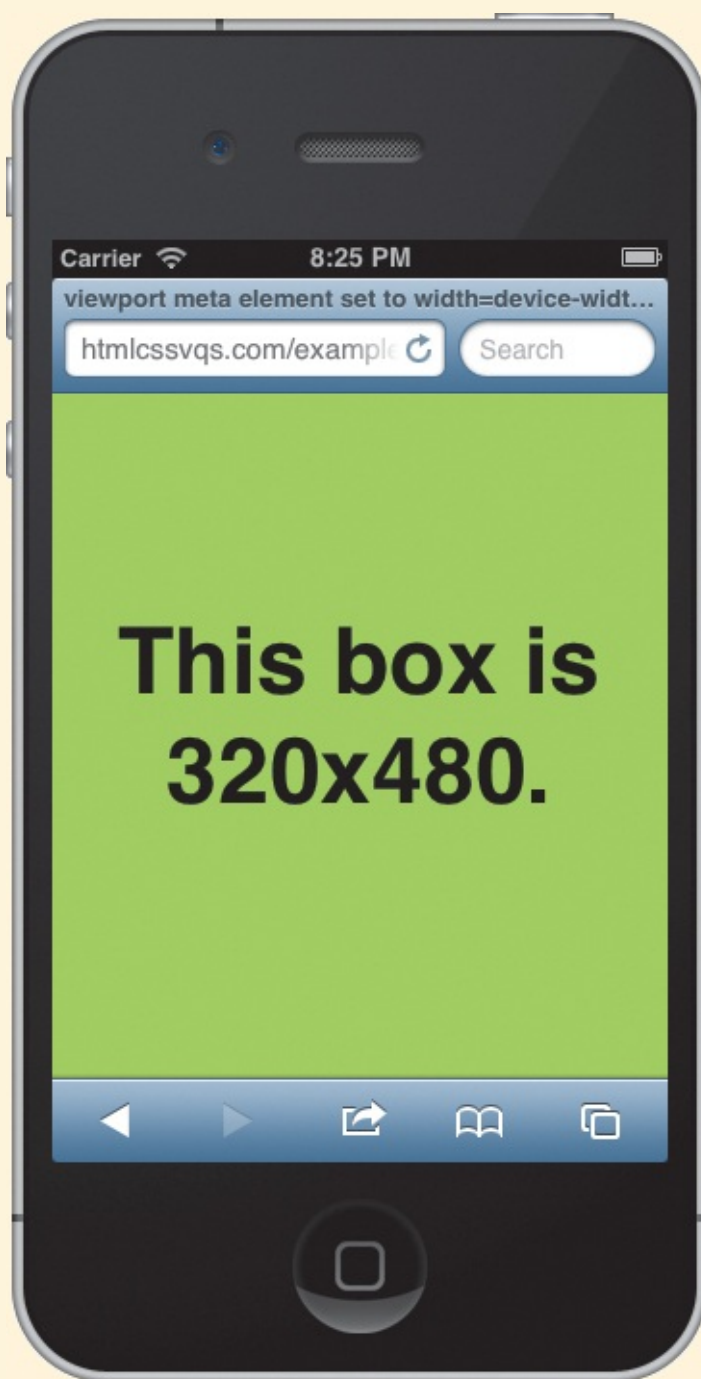 Carrier 8:25 PM
viewport meta element set to width=device-widt...
htmlcssvqs.com/example Search
This box is
320x480.